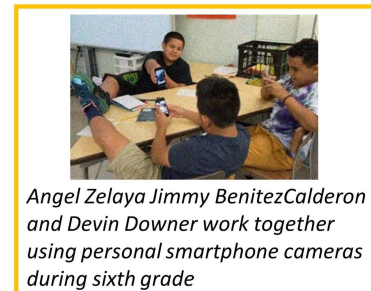 Angel Zelaya Jimmy BenitezCalderon
and Devin Downer work together
using personal smartphone cameras
during sixth grade